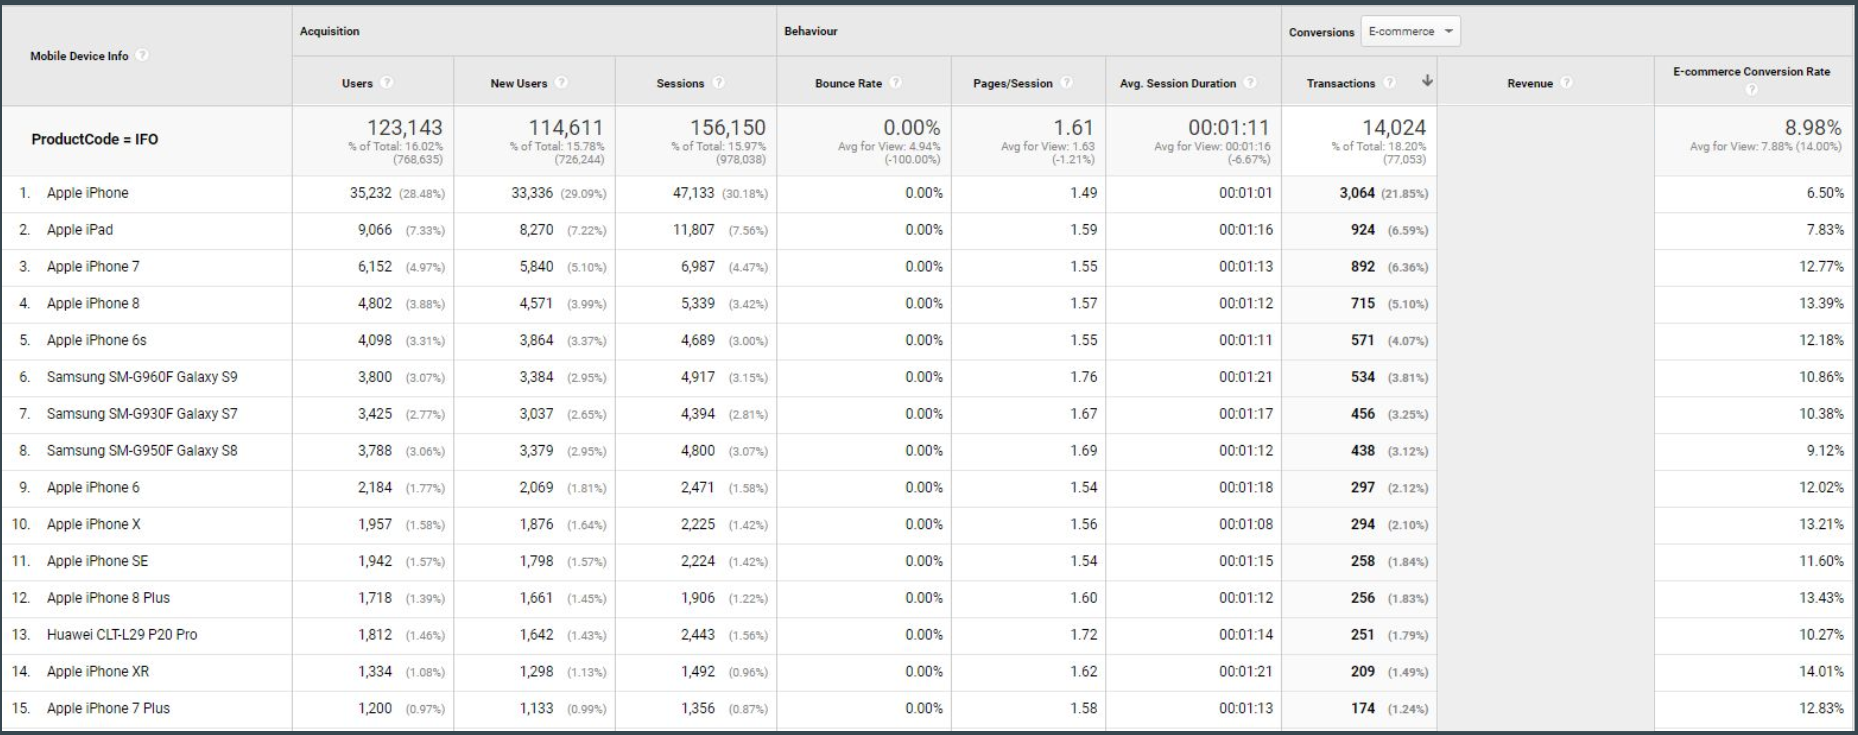 Acquisition Behaviour Conversions E-commerce
Mobile Device Info ?
Users ? New Users ? Sessions ? Bounce Rate ? Pages/Session ? Avg. Session Duration ? Transactions ? Revenue ? E-commerce Conversion Rate ?
ProductCode = IFO 123,143 114,611 156,150 0.00% 1.61 00:01:11 14,024 8.98%
% of Total: 16.02% % of Total: 15.78% % of Total: 15.97% Avg for View: 4.94% Avg for View: 1.63 Avg for View: 00:01:16 % of Total: 18.20% Avg for View: 7.88% (14.00%)
(768,635) (726,244) (978,038) (-100.00%) (-1.21%) (-6.67%) (77,053)
1. Apple iPhone 35,232 (28.48%) 33,336 (29.09%) 47,133 (30.18%) 0.00% 1.49 00:01:01 3,064 (21.85%) 6.50%
2. Apple iPad 9,066 (7.33%) 8,270 (7.22%) 11,807 (7.56%) 0.00% 1.59 00:01:16 924 (6.59%) 7.83%
3. Apple iPhone 7 6,152 (4.97%) 5,840 (5.10%) 6,987 (4.47%) 0.00% 1.55 00:01:13 892 (6.36%) 12.77%
4. Apple iPhone 8 4,802 (3.88%) 4,571 (3.99%) 5,339 (3.42%) 0.00% 1.57 00:01:12 715 (5.10%) 13.39%
5. Apple iPhone 6s 4,098 (3.31%) 3,864 (3.37%) 4,689 (3.00%) 0.00% 1.55 00:01:11 571 (4.07%) 12.18%
6. Samsung SM-G960F Galaxy S9 3,800 (3.07%) 3,384 (2.95%) 4,917 (3.15%) 0.00% 1.76 00:01:21 534 (3.81%) 10.86%
7. Samsung SM-G930F Galaxy S7 3,425 (2.77%) 3,037 (2.65%) 4,394 (2.81%) 0.00% 1.67 00:01:17 456 (3.25%) 10.38%
8. Samsung SM-G950F Galaxy S8 3,788 (3.06%) 3,379 (2.95%) 4,800 (3.07%) 0.00% 1.69 00:01:12 438 (3.12%) 9.12%
9. Apple iPhone 6 2,184 (1.77%) 2,069 (1.81%) 2,471 (1.58%) 0.00% 1.54 00:01:18 297 (2.12%) 12.02%
10. Apple iPhone X 1,957 (1.58%) 1,876 (1.64%) 2,225 (1.42%) 0.00% 1.56 00:01:08 294 (2.10%) 13.21%
11. Apple iPhone SE 1,942 (1.57%) 1,798 (1.57%) 2,224 (1.42%) 0.00% 1.54 00:01:15 258 (1.84%) 11.60%
12. Apple iPhone 8 Plus 1,718 (1.39%) 1,661 (1.45%) 1,906 (1.22%) 0.00% 1.60 00:01:12 256 (1.83%) 13.43%
13. Huawei CLT-L29 P20 Pro 1,812 (1.46%) 1,642 (1.43%) 2,443 (1.56%) 0.00% 1.72 00:01:14 251 (1.79%) 10.27%
14. Apple iPhone XR 1,334 (1.08%) 1,298 (1.13%) 1,492 (0.96%) 0.00% 1.62 00:01:21 209 (1.49%) 14.01%
15. Apple iPhone 7 Plus 1,200 (0.97%) 1,133 (0.99%) 1,356 (0.87%) 0.00% 1.58 00:01:13 174 (1.24%) 12.83%